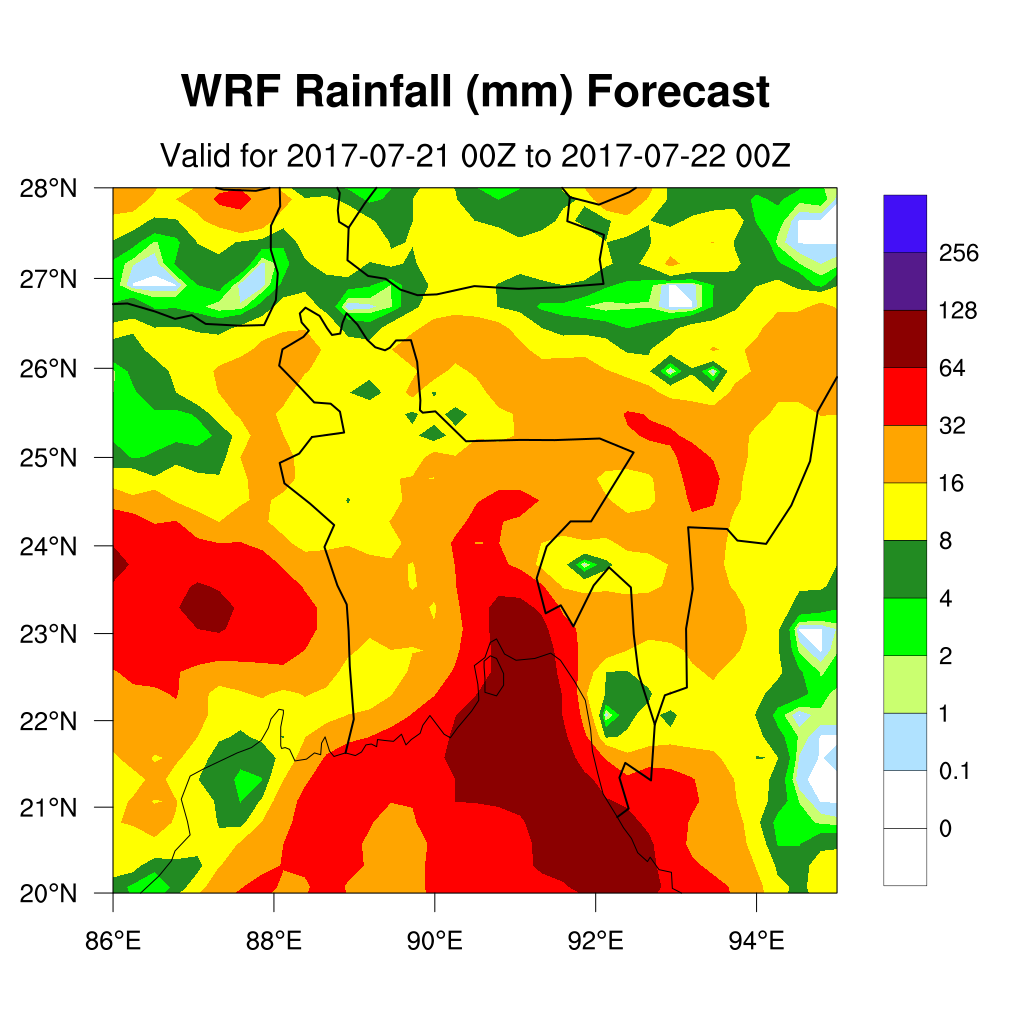 WRF Rainfall (mm) Forecast
Valid for 2017-07-21 00Z to 2017-07-22 00Z
28°N
27°N
26°N
25°N
24°N
23°N
22°N
21°N
20°N
86°E 88°E 90°E 92°E 94°E
256
128
64
32
16
8
4
2
1
0.1
0